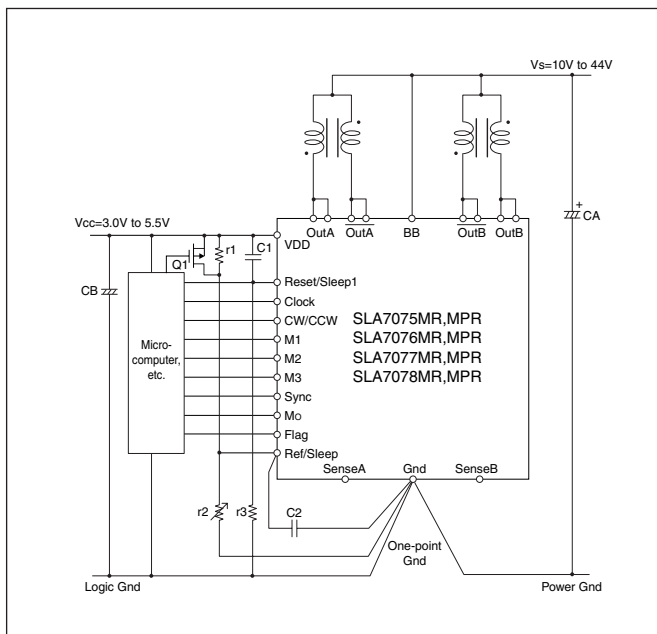 Vs=10V to 44V
CA
+
Vcc=3.0V to 5.5V
OutA
OutA
BB
OutB
OutB
VDD
r1
C1
Q1
CB
Reset/Sleep1
Clock
CW/CCW
M1
M2
M3
Sync
Mo
Flag
Ref/Sleep
Micro-
computer,
etc.
SLA7075MR,MPR
SLA7076MR,MPR
SLA7077MR,MPR
SLA7078MR,MPR
SenseA
Gnd
SenseB
r2
r3
C2
One-point
Gnd
Logic Gnd
Power Gnd